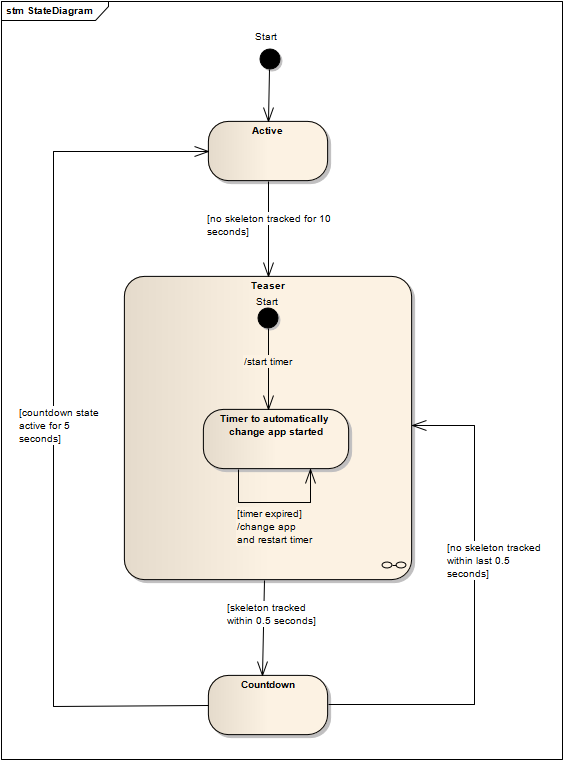 stm StateDiagram
Start
Active
[no skeleton tracked for 10
seconds]
Teaser
Start
/start timer
Timer to automatically
change app started
[timer expired]
/change app
and restart timer
[countdown state
active for 5
seconds]
[no skeleton tracked
within last 0.5
seconds]
[skeleton tracked
within 0.5 seconds]
Countdown